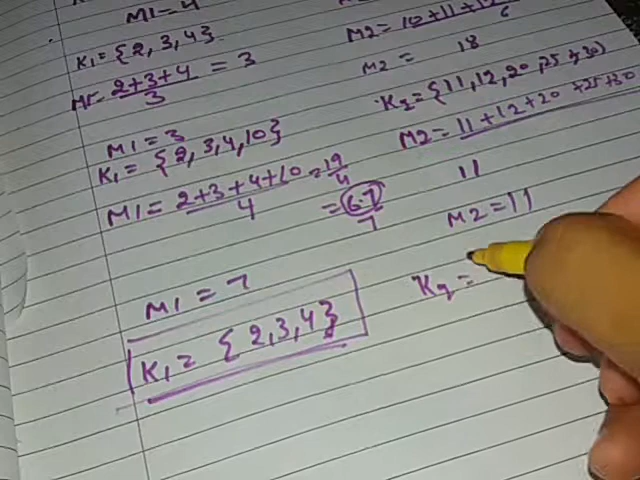 M1=4
K1={2,3,4}
M1=2+3+4/3=3
M1=3
K1={2,3,4,10}
M1=2+3+4+10/4=19/4
=6.7/7
M1=7
K1={2,3,4}
M2=10+11+12
M2=18
K2={11,12,20,25,30}
M2=11+12+20+25+30
11
M2=11
K2=